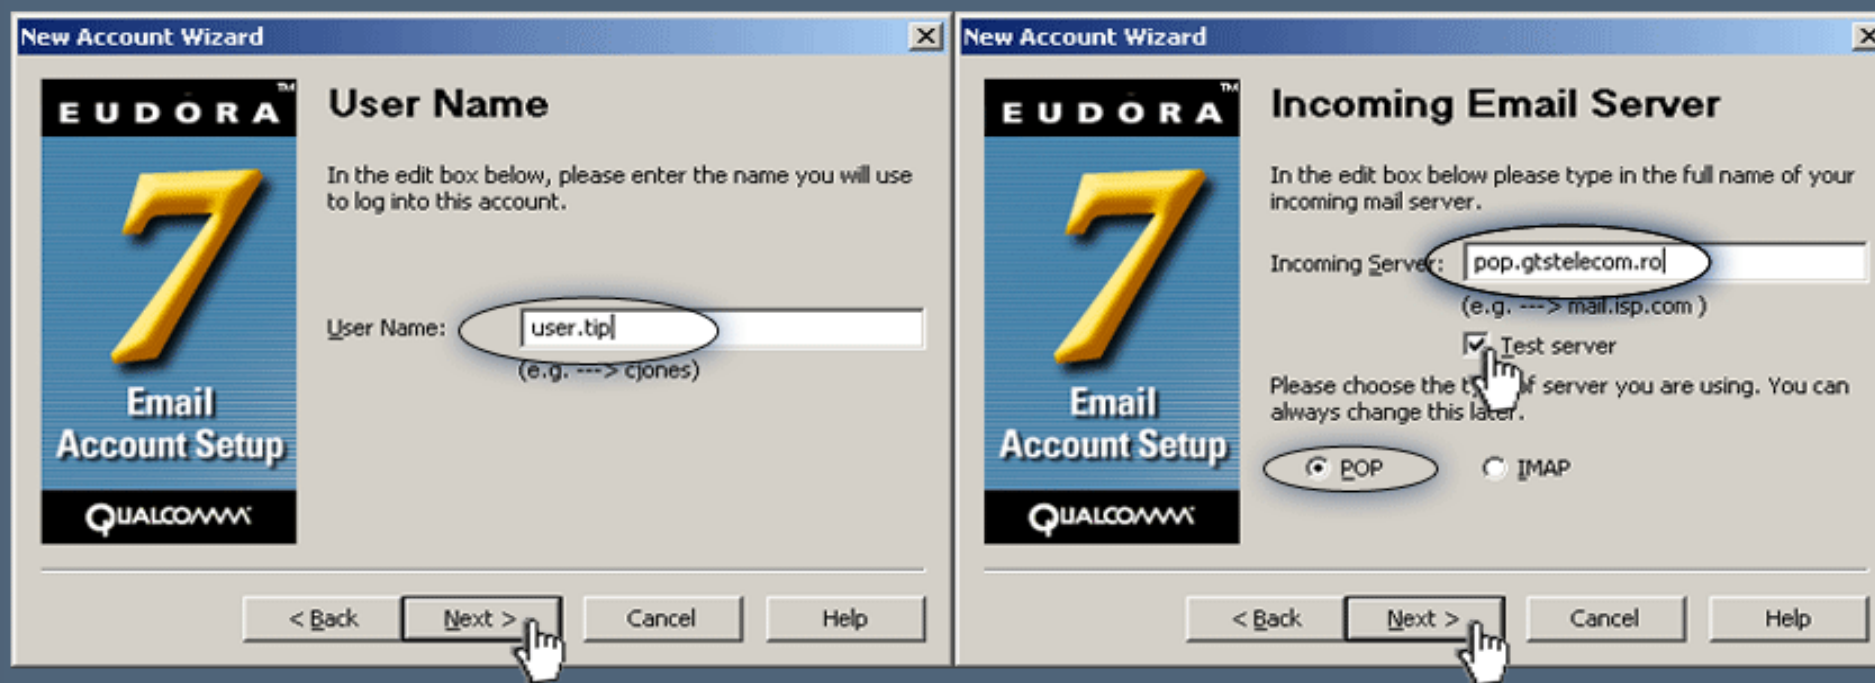 New Account Wizard
EUDORA™
7
Email
Account Setup
QUALCOMM
User Name
In the edit box below, please enter the name you will use
to log into this account.
User Name: user.tip
(e.g. ---> cjones)
< Back Next > Cancel Help
New Account Wizard
EUDORA™
7
Email
Account Setup
QUALCOMM
Incoming Email Server
In the edit box below please type in the full name of your
incoming mail server.
Incoming Server: pop.gtstelecom.ro
(e.g. ---> mail.isp.com )
Test server
Please choose the of server you are using. You can
always change this later.
POP IMAP
< Back Next > Cancel Help